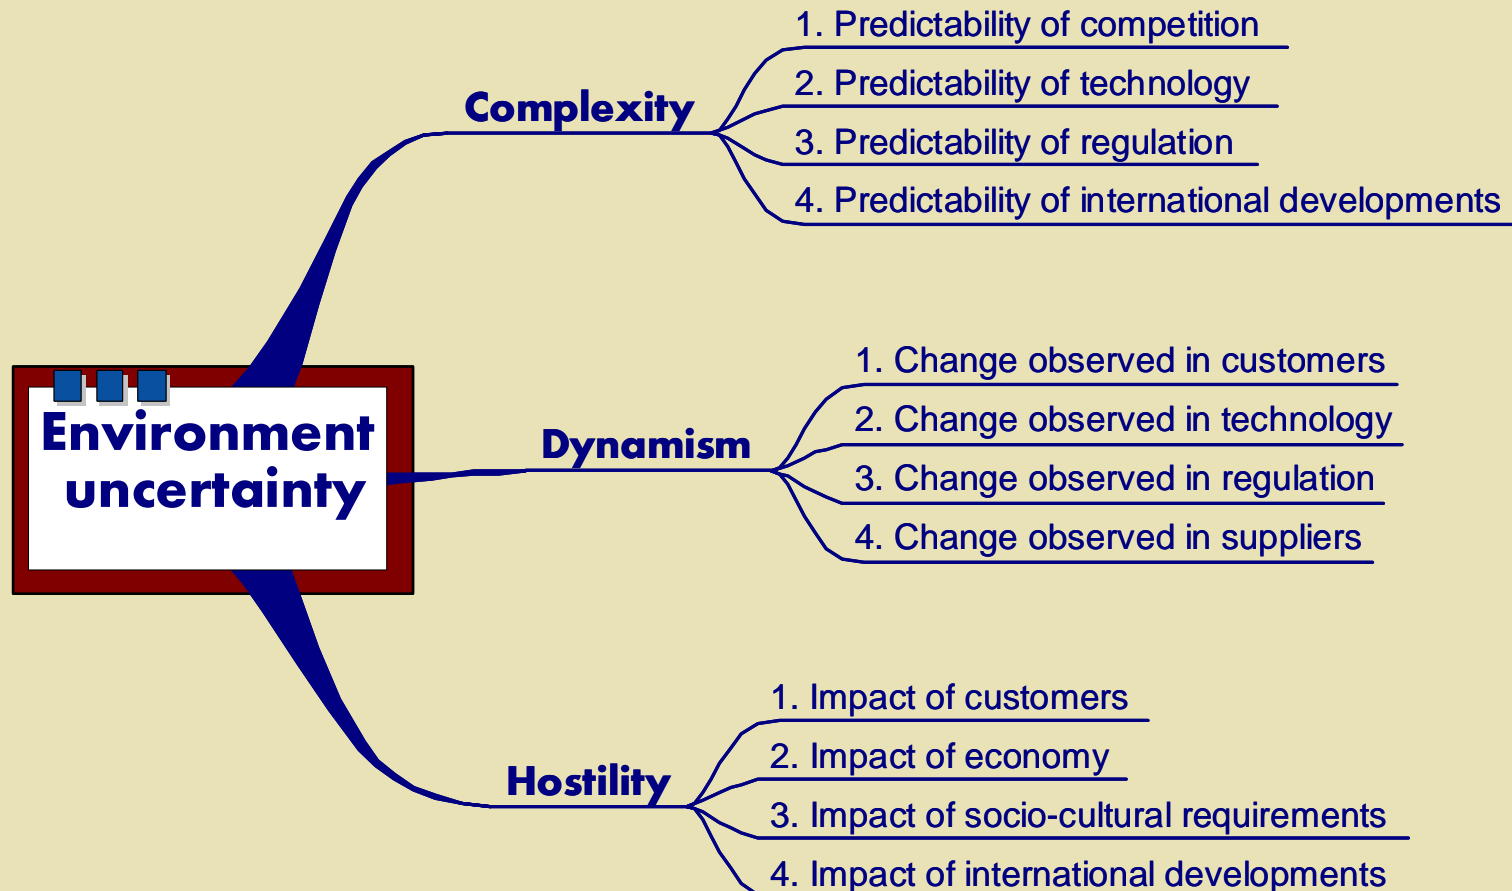 Environment
uncertainty
Complexity
1. Predictability of competition
2. Predictability of technology
3. Predictability of regulation
4. Predictability of international developments
Dynamism
1. Change observed in customers
2. Change observed in technology
3. Change observed in regulation
4. Change observed in suppliers
Hostility
1. Impact of customers
2. Impact of economy
3. Impact of socio-cultural requirements
4. Impact of international developments